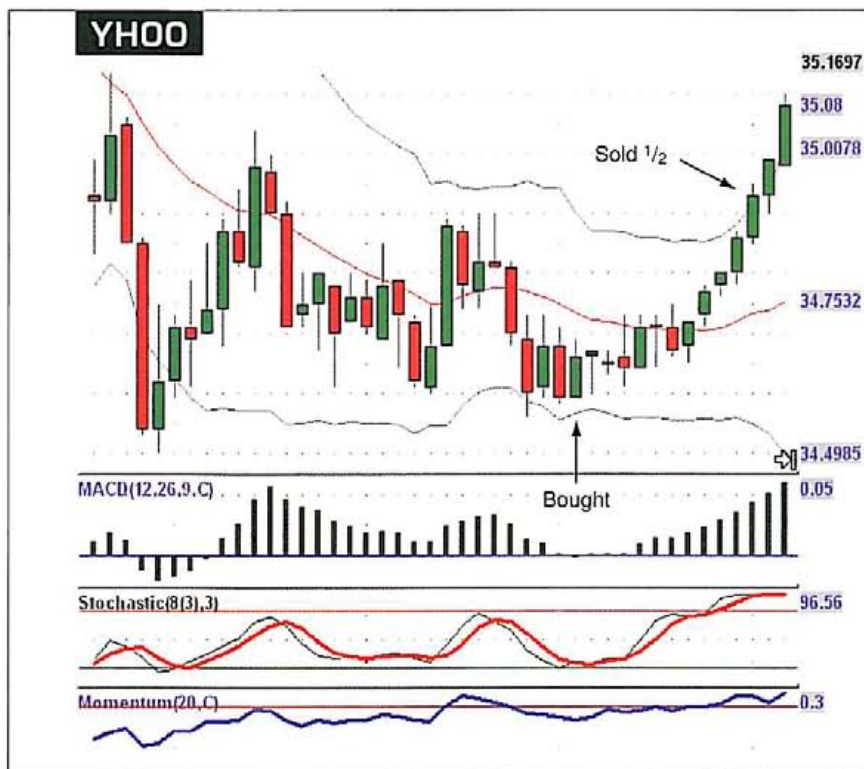 YHOO
35.1697
35.08
Sold 1/2
35.0078
34.7532
34.4985
MACD(12,26,9,C)
0.05
Bought
Stochastic(8(3),3)
96.56
Momentum(20,C)
0.3